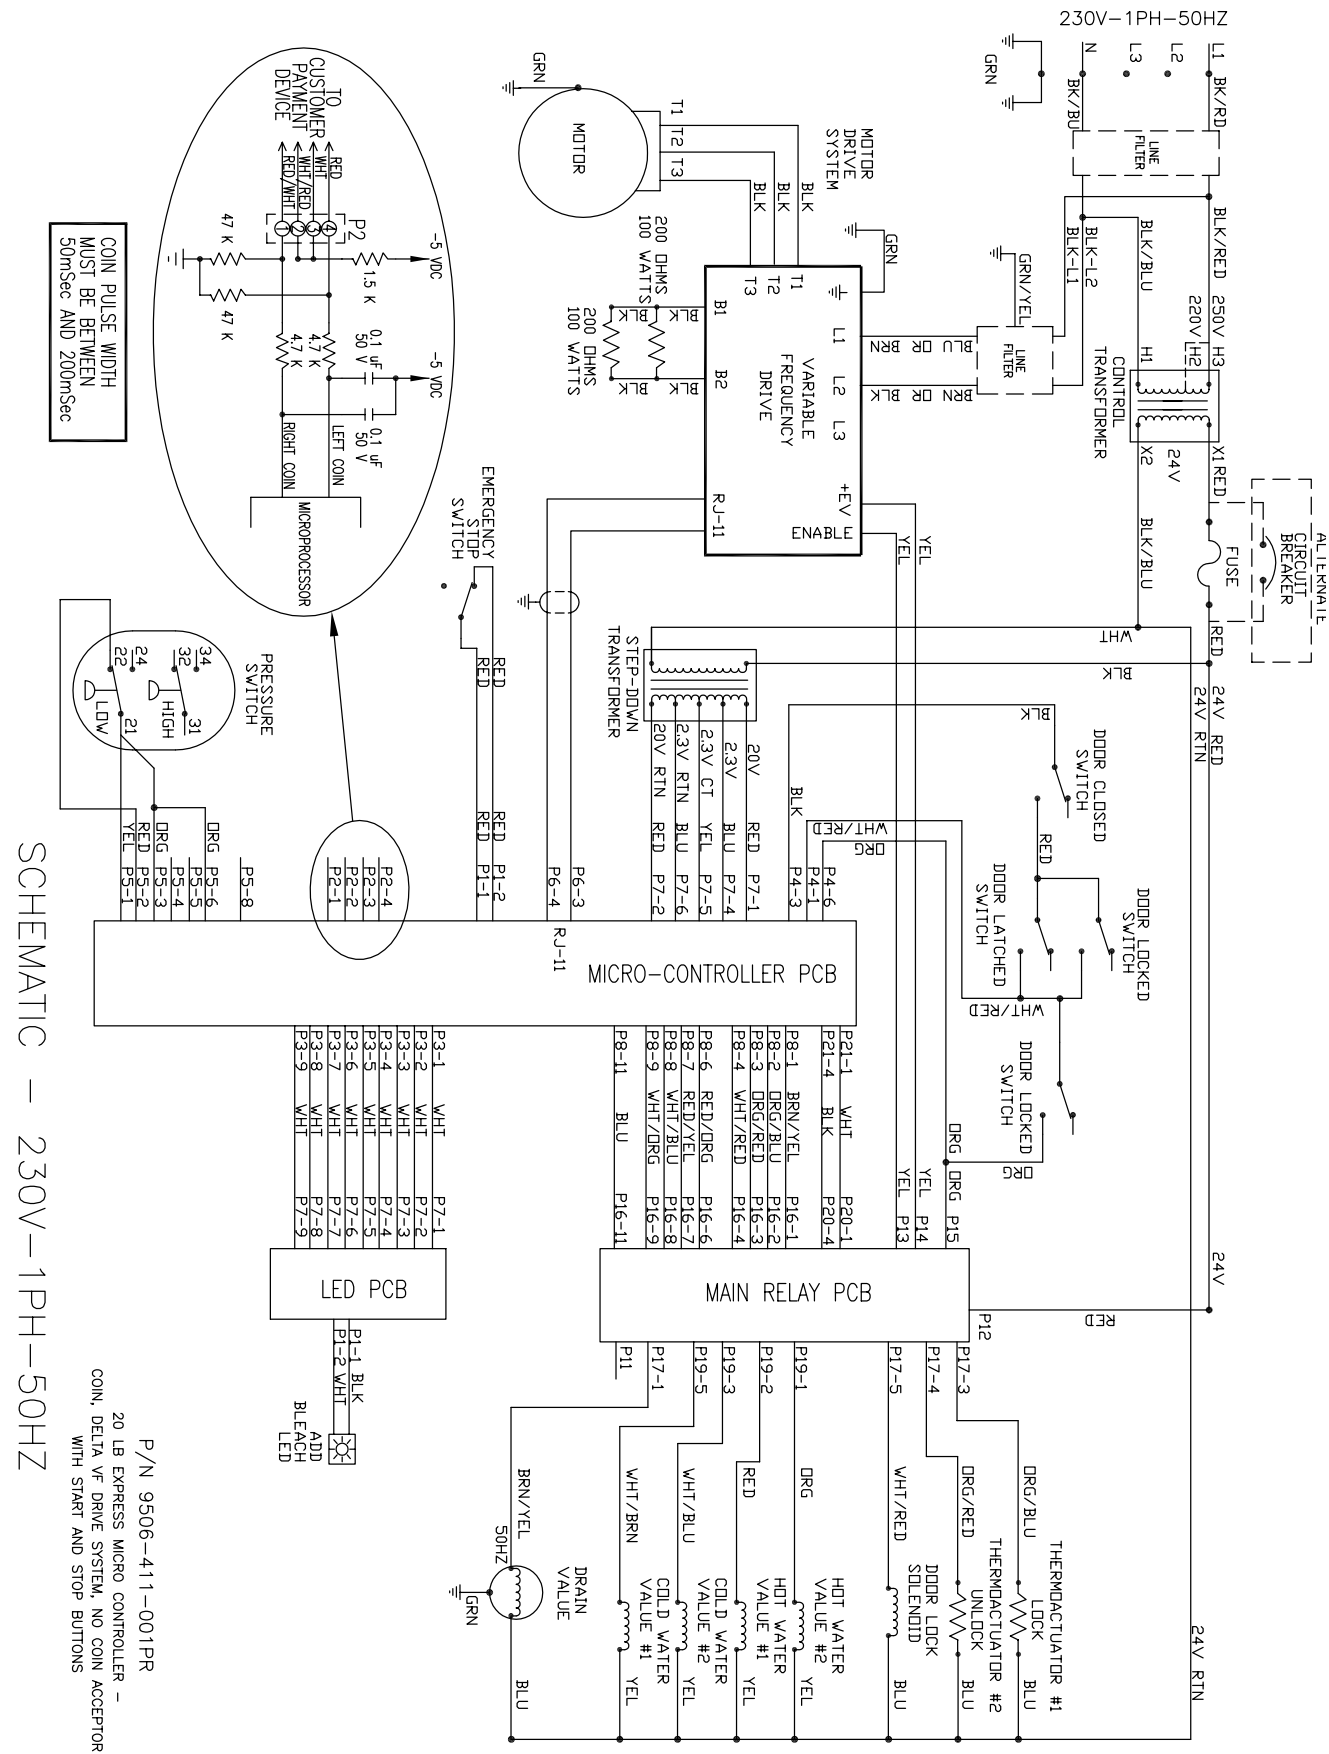 230V-1PH-50HZ
L1
L2
L3
N
GRN
BK/RD
BK/BU
LINE
FILTER
BLK/RED
BLK/BLU
BLK-L2
BLK-L1
250V
220V
H3
H2
H1
CONTROL
TRANSFORMER
X1
X2
24V
RED
BLK/BLU
ALTERNATE
CIRCUIT
BREAKER
FUSE
RED
WHT
BLK
24V RED
24V RTN
24V
RED
24V RTN
MOTOR
DRIVE
SYSTEM
GRN
MOTOR
T1
T2
T3
BLK
BLK
BLK
GRN
GRN/YEL
LINE
FILTER
BLU OR BRN
BRN OR BLK
T1
T2
T3
L1
L2
L3
VARIABLE
FREQUENCY
DRIVE
B1
B2
+EV
ENABLE
RJ-11
YEL
YEL
200 OHMS
100 WATTS
200 OHMS
100 WATTS
BLK
BLK
BLK
BLK
TO
CUSTOMER
PAYMENT
DEVICE
RED
WHT
WHT/RED
RED/WHT
P2
4
3
2
1
-5 VDC
1.5 K
47 K
47 K
4.7 K
4.7 K
0.1 uF
50 V
0.1 uF
50 V
-5 VDC
LEFT COIN
RIGHT COIN
MICROPROCESSOR
COIN PULSE WIDTH
MUST BE BETWEEN
50mSec AND 200mSec
EMERGENCY
STOP
SWITCH
RED
RED
RED P1-2
RED P1-1
PRESSURE
SWITCH
34
32
31
HIGH
24
22
21
LOW
STEP-DOWN
TRANSFORMER
20V
2.3V
2.3V CT
2.3V RTN
20V RTN
RED P7-1
BLU P7-4
YEL P7-5
BLU P7-6
RED P7-2
BLK
BLK
WHT/RED
ORG
P4-3
P4-1
P4-6
DOOR CLOSED
SWITCH
RED
DOOR LATCHED
SWITCH
DOOR LOCKED
SWITCH
WHT/RED
DOOR LOCKED
SWITCH
ORG
ORG
ORG P15
YEL P14
YEL P13
P6-3
P6-4
RJ-11
P2-4
P2-3
P2-2
P2-1
P5-8
ORG P5-6
P5-5
P5-4
ORG P5-3
RED P5-2
YEL P5-1
MICRO-CONTROLLER PCB
P21-1 WHT P20-1
P21-4 BLK P20-4
P8-1 BRN/YEL P16-1
P8-2 ORG/BLU P16-2
P8-3 ORG/RED P16-3
P8-4 WHT/RED P16-4
P8-6 RED/ORG P16-6
P8-7 RED/YEL P16-7
P8-8 WHT/BLU P16-8
P8-9 WHT/ORG P16-9
P8-11 BLU P16-11
P3-1 WHT P7-1
P3-2 WHT P7-2
P3-3 WHT P7-3
P3-4 WHT P7-4
P3-5 WHT P7-5
P3-6 WHT P7-6
P3-7 WHT P7-7
P3-8 WHT P7-8
P3-9 WHT P7-9
LED PCB
P1-1 BLK
P1-2 WHT
ADD
BLEACH
LED
MAIN RELAY PCB
P12
P17-3
P17-4
P17-5
P19-1
P19-2
P19-3
P19-5
P17-1
P11
ORG/BLU
THERMOACTUATOR #1
LOCK
BLU
ORG/RED
THERMOACTUATOR #2
UNLOCK
BLU
WHT/RED
DOOR LOCK
SOLENOID
BLU
ORG
HOT WATER
VALUE #2
YEL
RED
HOT WATER
VALUE #1
YEL
WHT/BLU
COLD WATER
VALUE #2
YEL
WHT/BRN
COLD WATER
VALUE #1
YEL
BRN/YEL
50HZ
DRAIN
VALUE
GRN
BLU
SCHEMATIC - 230V-1PH-50HZ
P/N 9506-411-001PR
20 LB EXPRESS MICRO CONTROLLER -
COIN, DELTA VF DRIVE SYSTEM, NO COIN ACCEPTOR
WITH START AND STOP BUTTONS